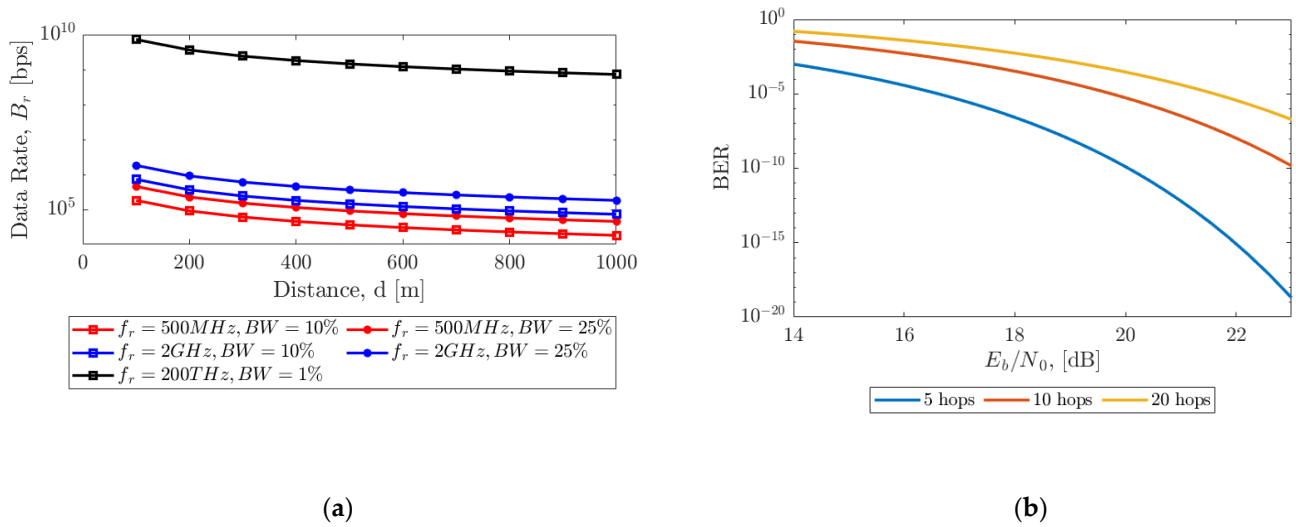 10^10
10^5
Data Rate, B_r [bps]
0 200 400 600 800 1000
Distance, d [m]
f_r = 500MHz, BW = 10% f_r = 500MHz, BW = 25%
f_r = 2GHz, BW = 10% f_r = 2GHz, BW = 25%
f_r = 200THz, BW = 1%
(a)
10^0
10^-5
10^-10
10^-15
10^-20
BER
14 16 18 20 22
E_b/N_0, [dB]
5 hops 10 hops 20 hops
(b)